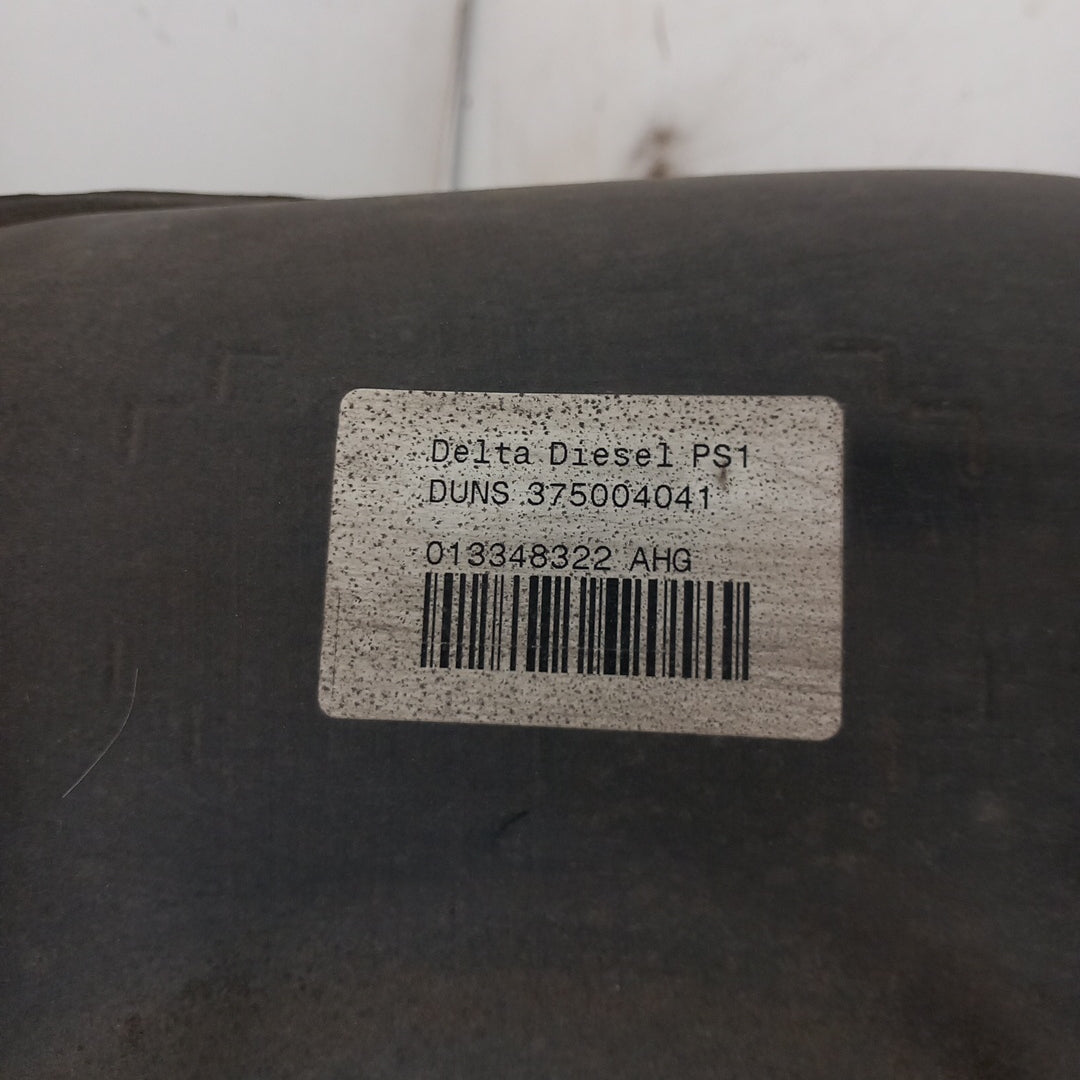 Delta Diesel PS1
DUNS 375004041
013348322 AHG